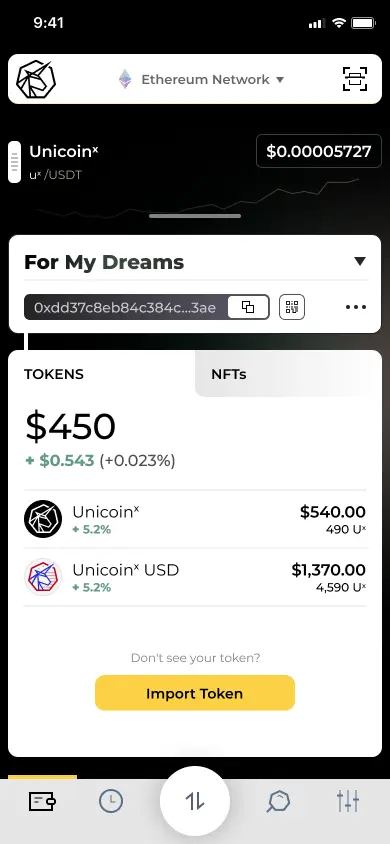 9:41
Ethereum Network
Unicoinˣ
$0.00005727
uˣ /USDT
For My Dreams
0xdd37c8eb84c384c...3ae
TOKENS
NFTs
$450
+ $0.543 (+0.023%)
Unicoinˣ
$540.00
+ 5.2%
490 Uˣ
Unicoinˣ USD
$1,370.00
+ 5.2%
4,590 Uˣ
Don't see your token?
Import Token